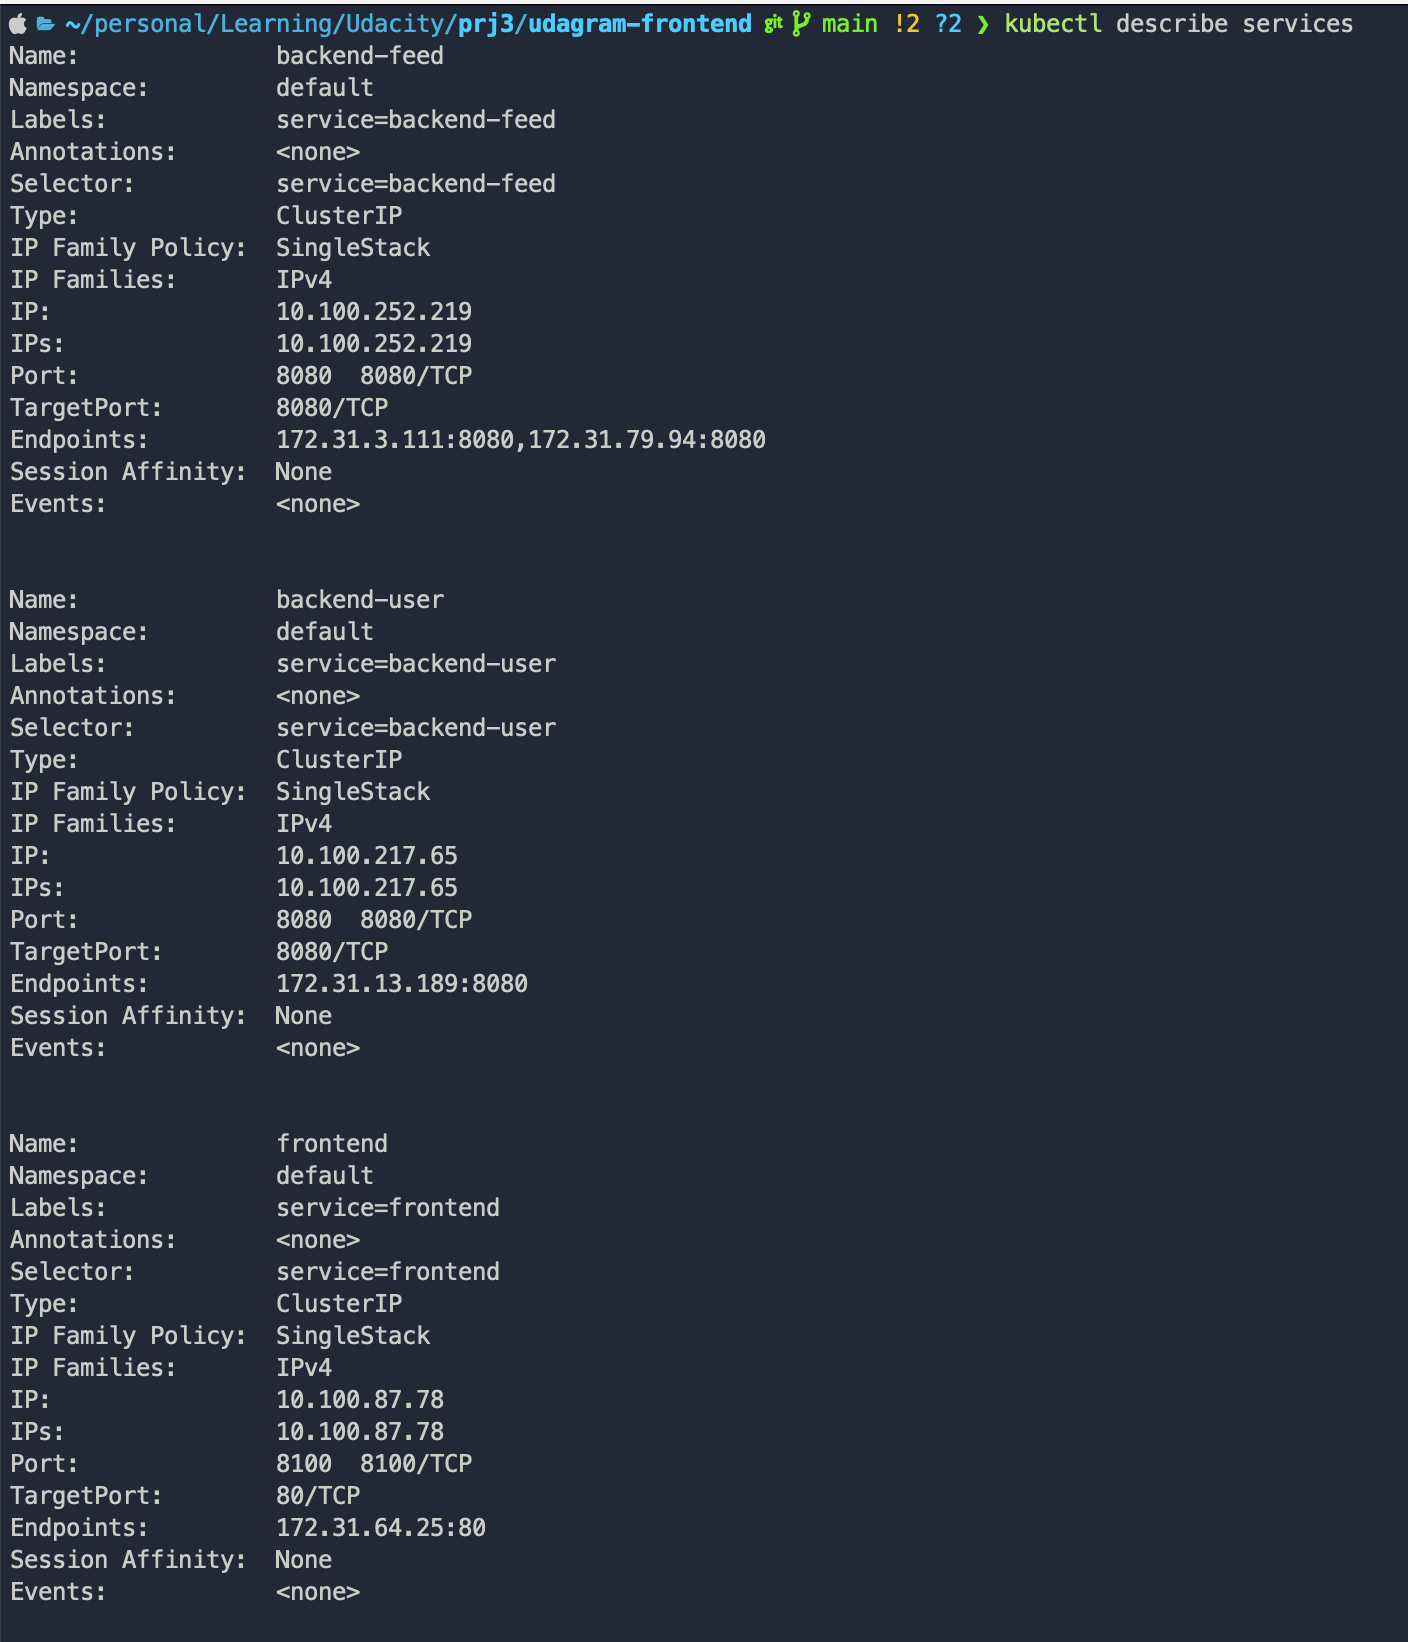 ~/personal/Learning/Udacity/prj3/udagram-frontend git main !2 ?2 ❯ kubectl describe services
Name:              backend-feed
Namespace:         default
Labels:            service=backend-feed
Annotations:       <none>
Selector:          service=backend-feed
Type:              ClusterIP
IP Family Policy:  SingleStack
IP Families:       IPv4
IP:                10.100.252.219
IPs:               10.100.252.219
Port:              8080  8080/TCP
TargetPort:        8080/TCP
Endpoints:         172.31.3.111:8080,172.31.79.94:8080
Session Affinity:  None
Events:            <none>
Name:              backend-user
Namespace:         default
Labels:            service=backend-user
Annotations:       <none>
Selector:          service=backend-user
Type:              ClusterIP
IP Family Policy:  SingleStack
IP Families:       IPv4
IP:                10.100.217.65
IPs:               10.100.217.65
Port:              8080  8080/TCP
TargetPort:        8080/TCP
Endpoints:         172.31.13.189:8080
Session Affinity:  None
Events:            <none>
Name:              frontend
Namespace:         default
Labels:            service=frontend
Annotations:       <none>
Selector:          service=frontend
Type:              ClusterIP
IP Family Policy:  SingleStack
IP Families:       IPv4
IP:                10.100.87.78
IPs:               10.100.87.78
Port:              8100  8100/TCP
TargetPort:        80/TCP
Endpoints:         172.31.64.25:80
Session Affinity:  None
Events:            <none>